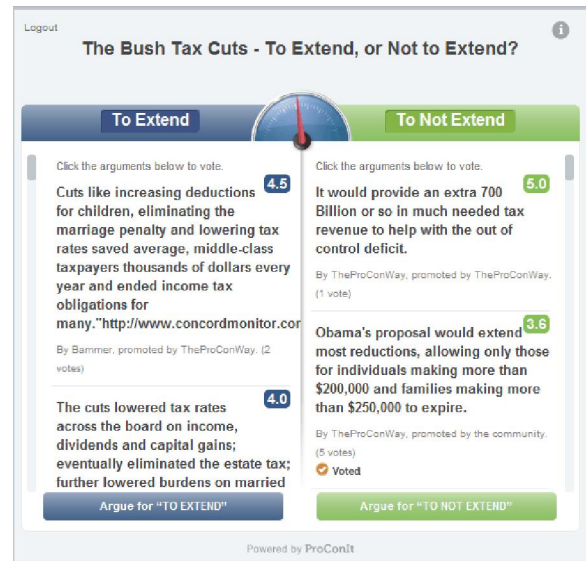 Logout
The Bush Tax Cuts - To Extend, or Not to Extend?
To Extend
To Not Extend
Click the arguments below to vote.
4.5
Cuts like increasing deductions
for children, eliminating the
marriage penalty and lowering tax
rates saved average, middle-class
taxpayers thousands of dollars every
year and ended income tax
obligations for
many."http://www.concordmonitor.cor
By Bammer, promoted by TheProConWay. (2
votes)
4.0
The cuts lowered tax rates
across the board on income,
dividends and capital gains;
eventually eliminated the estate tax;
further lowered burdens on married
Argue for "TO EXTEND"
Click the arguments below to vote.
5.0
It would provide an extra 700
Billion or so in much needed tax
revenue to help with the out of
control deficit.
By TheProConWay, promoted by TheProConWay.
(1 vote)
3.6
Obama's proposal would extend
most reductions, allowing only those
for individuals making more than
$200,000 and families making more
than $250,000 to expire.
By TheProConWay, promoted by the community.
(5 votes)
Voted
Argue for "TO NOT EXTEND"
Powered by ProConIt